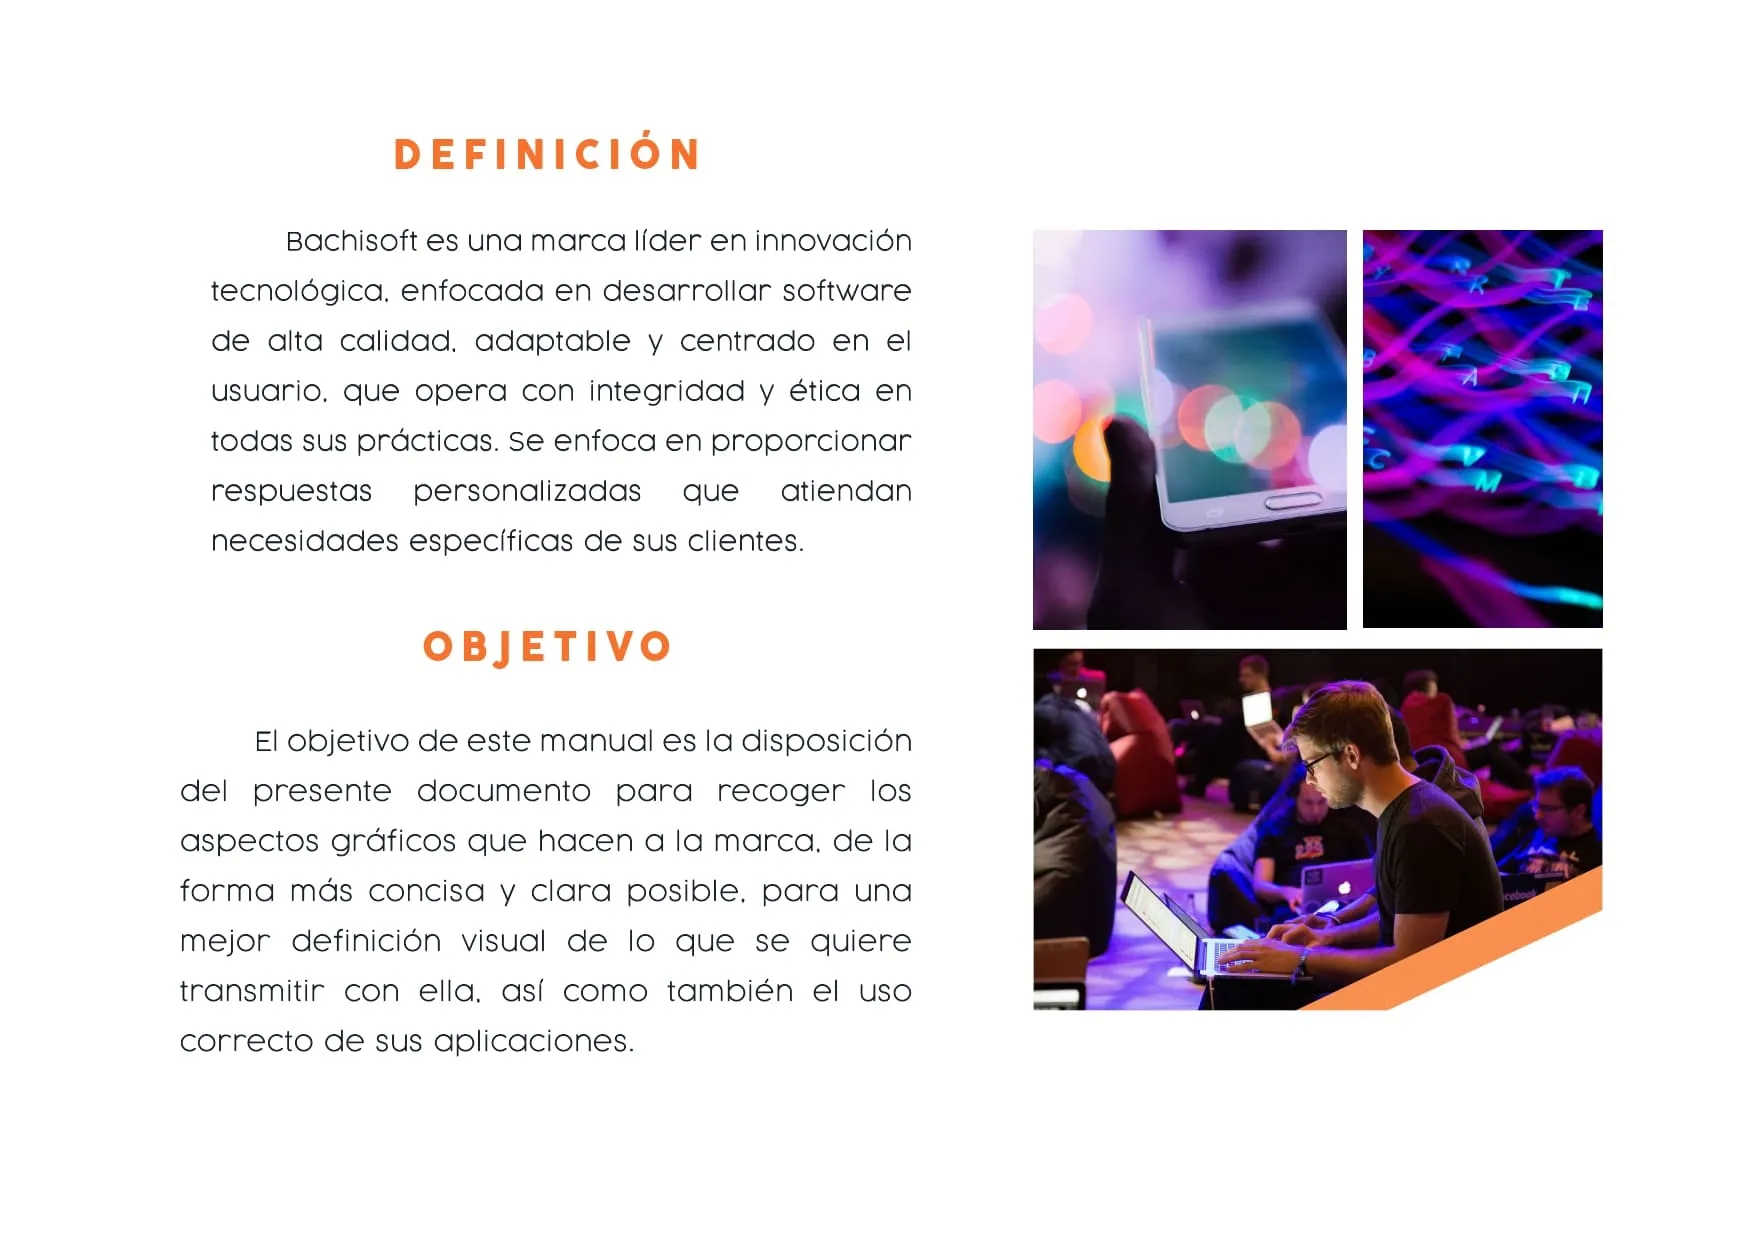 DEFINICIÓN
Bachisoft es una marca líder en innovación
tecnológica, enfocada en desarrollar software
de alta calidad, adaptable y centrado en el
usuario, que opera con integridad y ética en
todas sus prácticas. Se enfoca en proporcionar
respuestas personalizadas que atiendan
necesidades específicas de sus clientes.
OBJETIVO
El objetivo de este manual es la disposición
del presente documento para recoger los
aspectos gráficos que hacen a la marca, de la
forma más concisa y clara posible, para una
mejor definición visual de lo que se quiere
transmitir con ella, así como también el uso
correcto de sus aplicaciones.